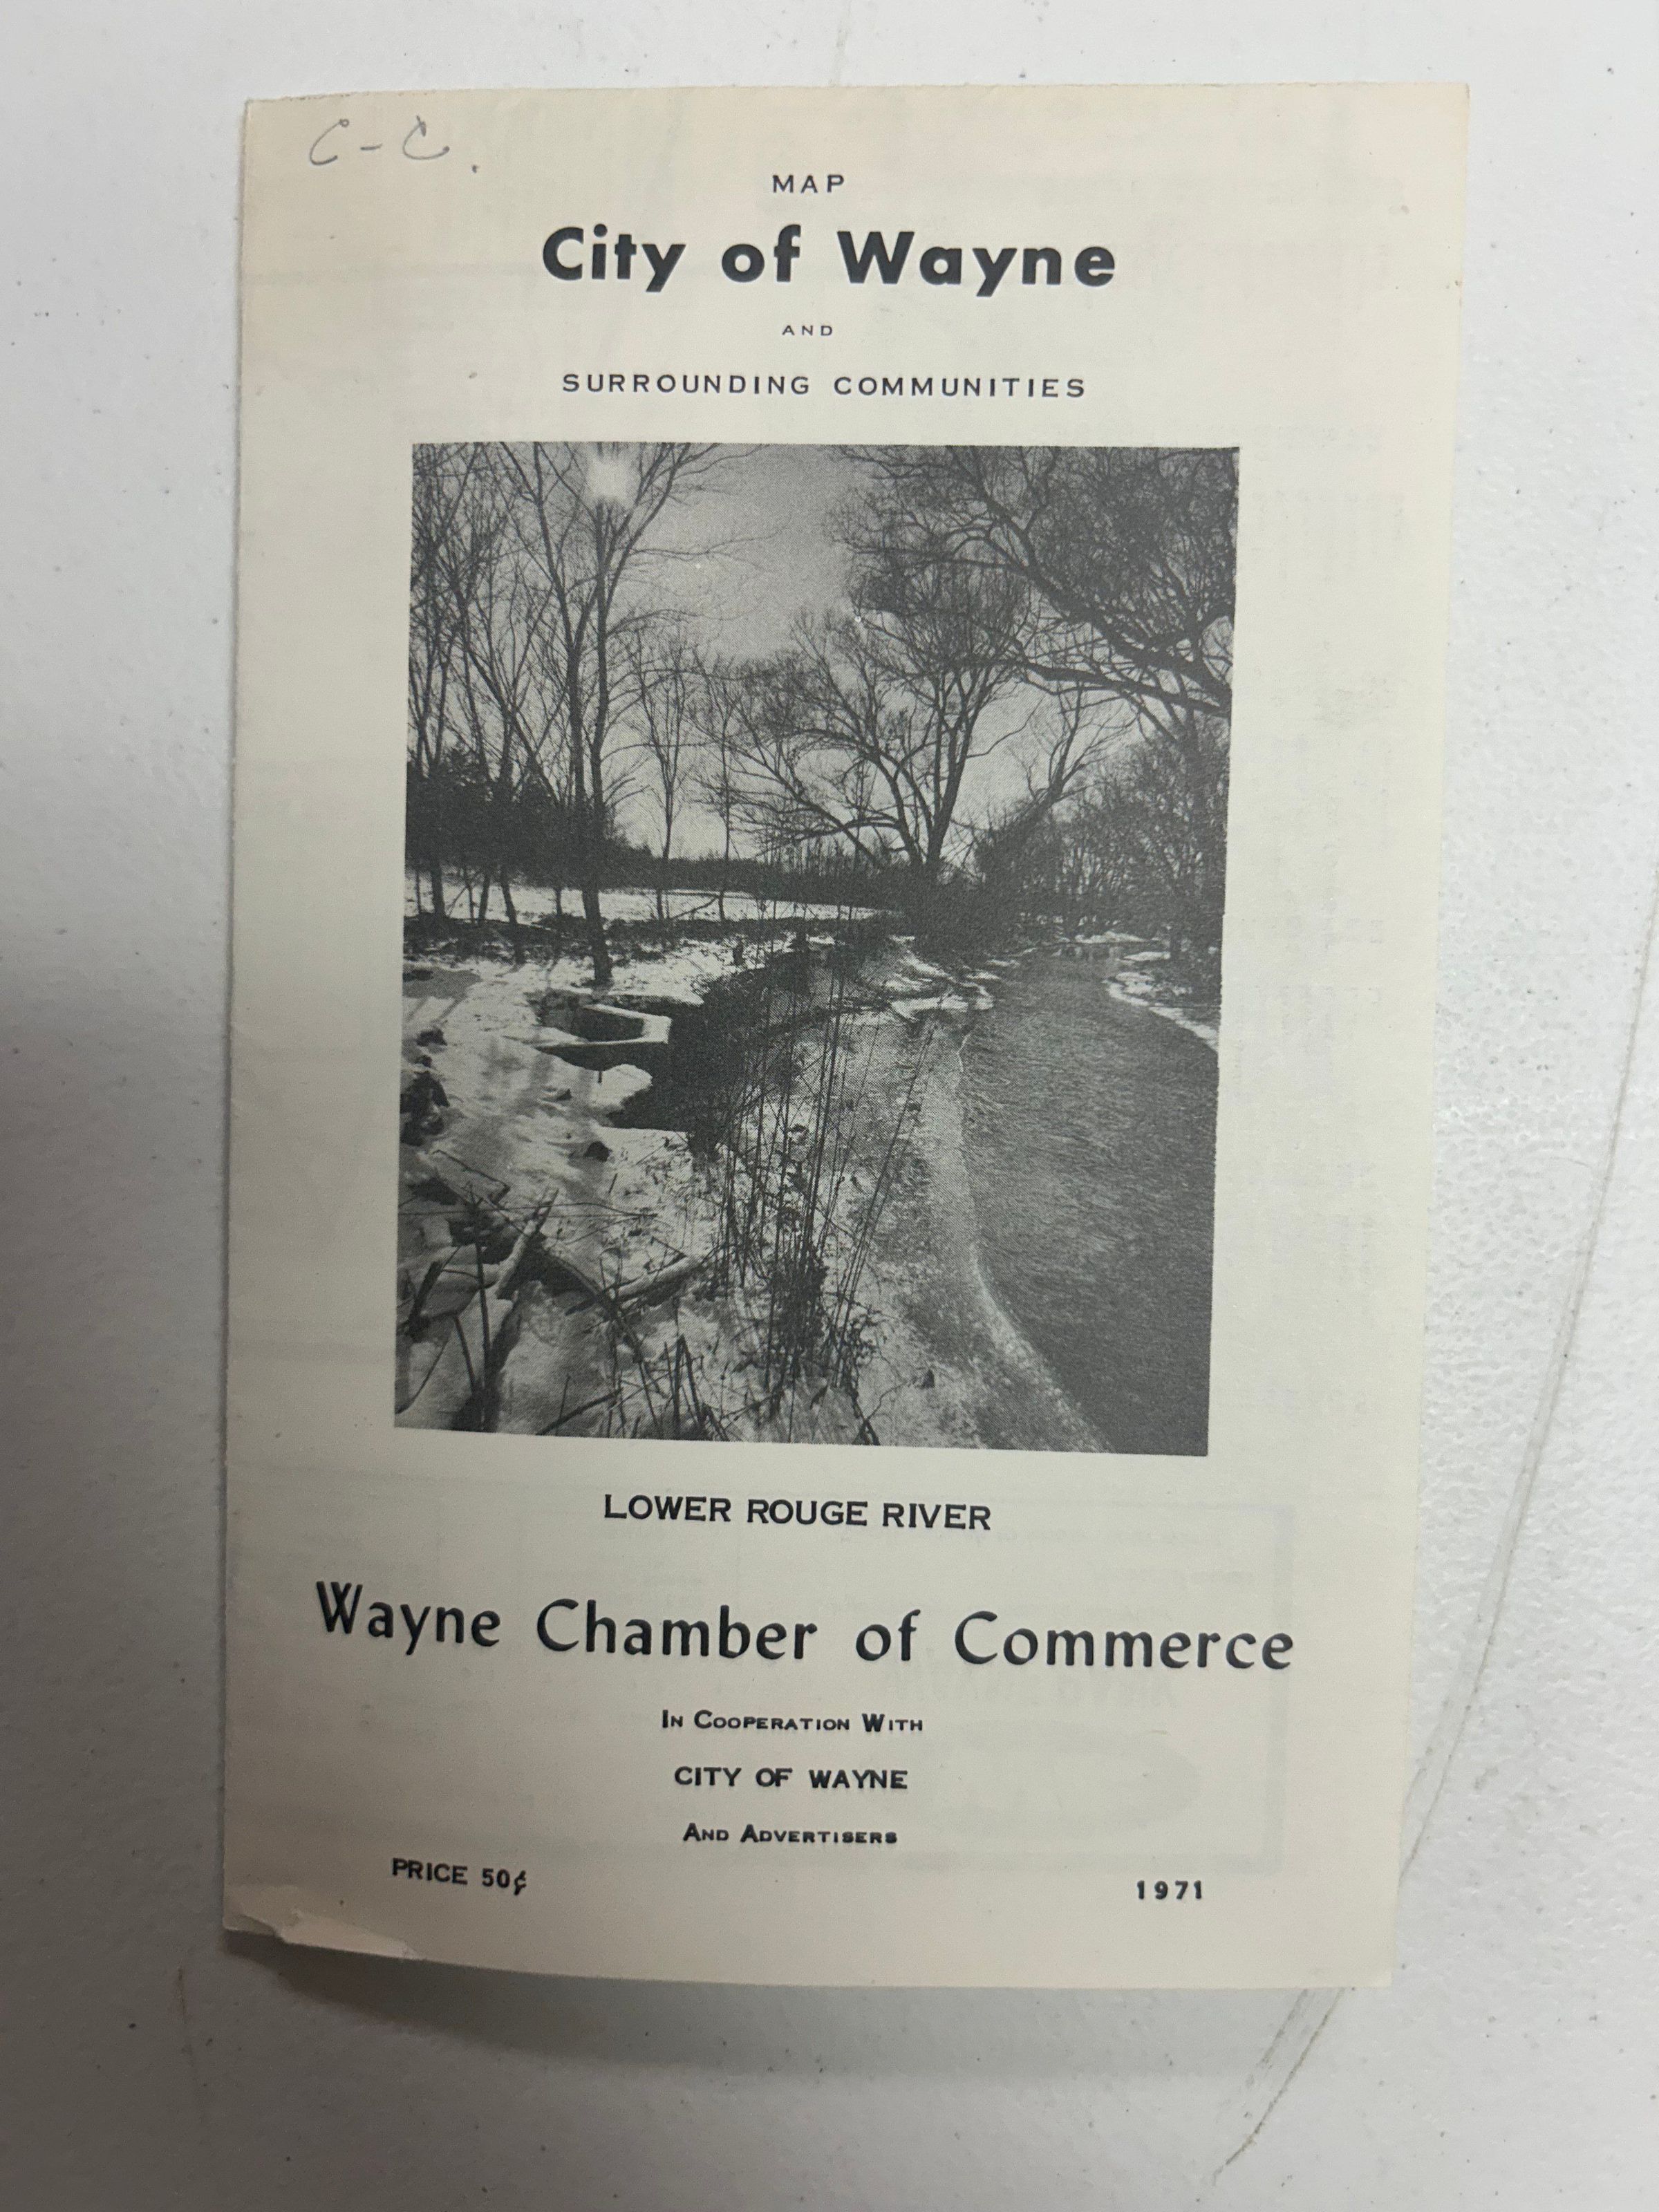 C-C.
MAP
City of Wayne
AND
SURROUNDING COMMUNITIES
LOWER ROUGE RIVER
Wayne Chamber of Commerce
IN COOPERATION WITH
CITY OF WAYNE
AND ADVERTISERS
PRICE 50¢
1971